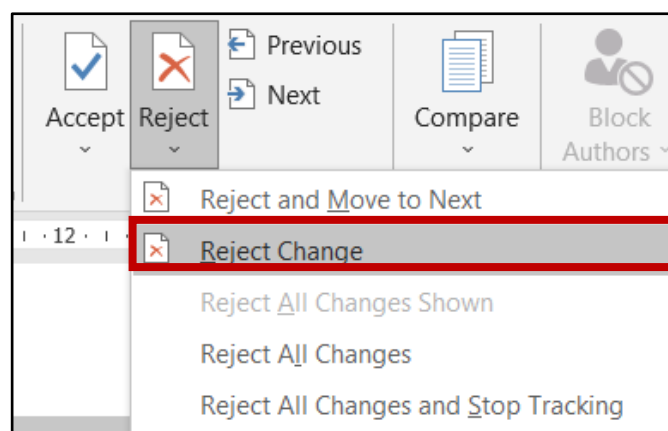 Previous
Next
Accept
Reject
Compare
Block
Authors
Reject and Move to Next
12
Reject Change
Reject All Changes Shown
Reject All Changes
Reject All Changes and Stop Tracking